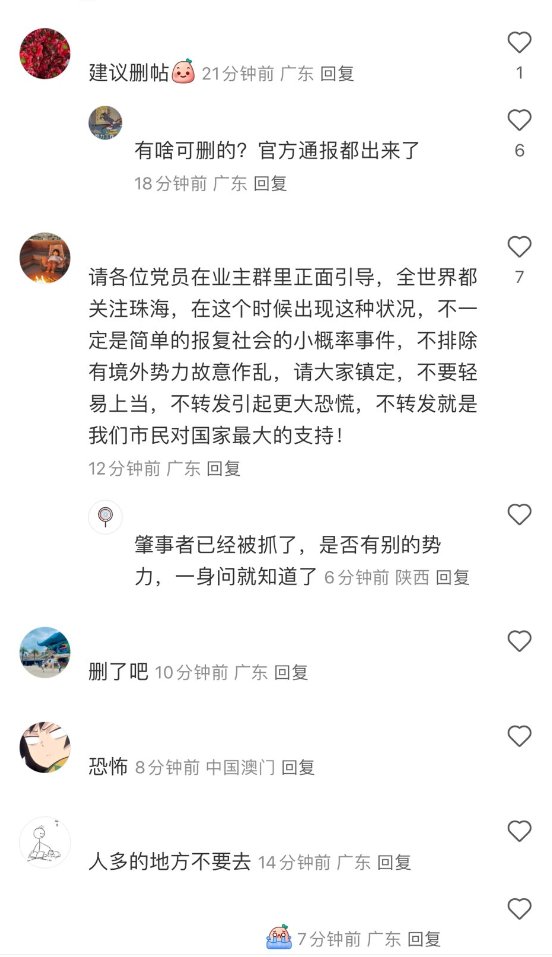 建议删帖 21分钟前 广东 回复
1
有啥可删的？官方通报都出来了
6
18分钟前 广东 回复
请各位党员在业主群里正面引导，全世界都
7
关注珠海，在这个时候出现这种状况，不一
定是简单的报复社会的小概率事件，不排除
有境外势力故意作乱，请大家镇定，不要轻
易上当，不转发引起更大恐慌，不转发就是
我们市民对国家最大的支持！
12分钟前 广东 回复
肇事者已经被抓了，是否有别的势
力，一身问就知道了 6分钟前 陕西 回复
删了吧 10分钟前 广东 回复
恐怖 8分钟前 中国澳门 回复
人多的地方不要去 14分钟前 广东 回复
7分钟前 广东 回复